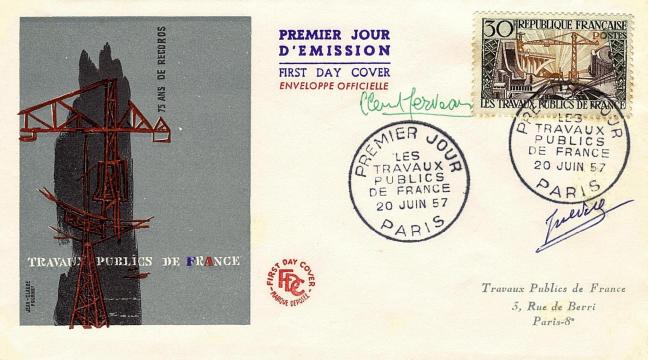 75 ANS DE RECORDS
TRAVAUX PUBLICS DE FRANCE
PREMIER JOUR
D'EMISSION
FIRST DAY COVER
ENVELOPPE OFFICIELLE
30F REPUBLIQUE FRANÇAISE
POSTES
LES TRAVAUX PUBLICS DE FRANCE
PREMIER JOUR
LES
TRAVAUX
PUBLICS
DE FRANCE
20 JUIN 57
PARIS
PREMIER JOUR
LES
TRAVAUX
PUBLICS
DE FRANCE
20 JUIN 57
PARIS
FIRST DAY COVER
FDC
MARQUE DEPOSEE
Travaux Publics de France
5, Rue de Berri
Paris-8e